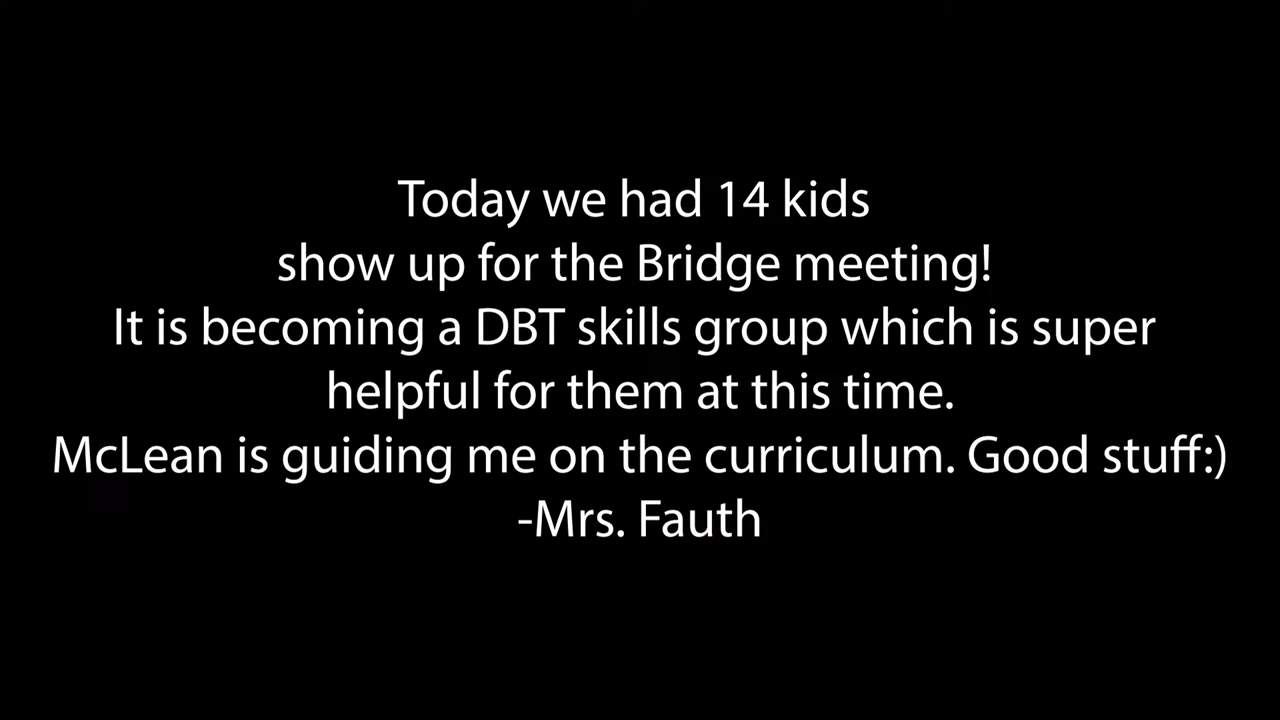 Today we had 14 kids
show up for the Bridge meeting!
It is becoming a DBT skills group which is super
helpful for them at this time.
McLean is guiding me on the curriculum. Good stuff:)
-Mrs. Fauth